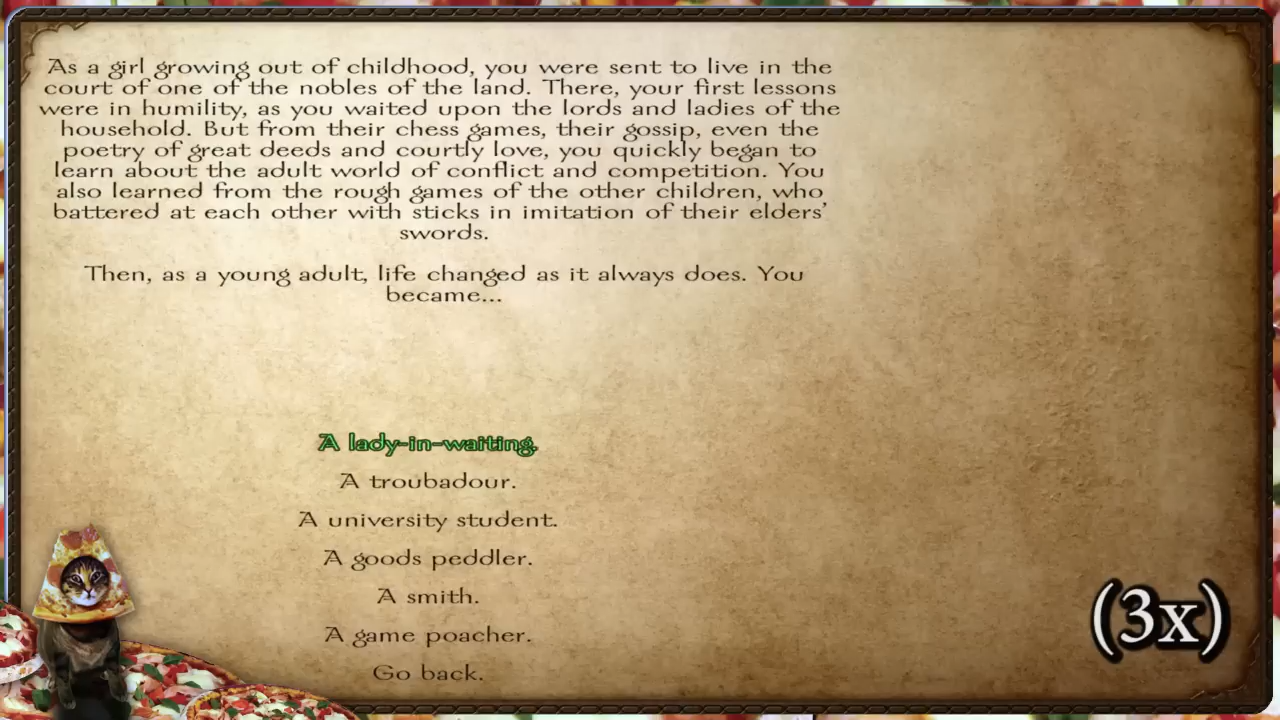 As a girl growing out of childhood, you were sent to live in the
court of one of the nobles of the land. There, your first lessons
were in humility, as you waited upon the lords and ladies of the
household. But from their chess games, their gossip, even the
poetry of great deeds and courtly love, you quickly began to
learn about the adult world of conflict and competition. You
also learned from the rough games of the other children, who
battered at each other with sticks in imitation of their elders'
swords.
Then, as a young adult, life changed as it always does. You
became...
A lady-in-waiting.
A troubadour.
A university student.
A goods peddler.
A smith.
A game poacher.
Go back.
(3x)